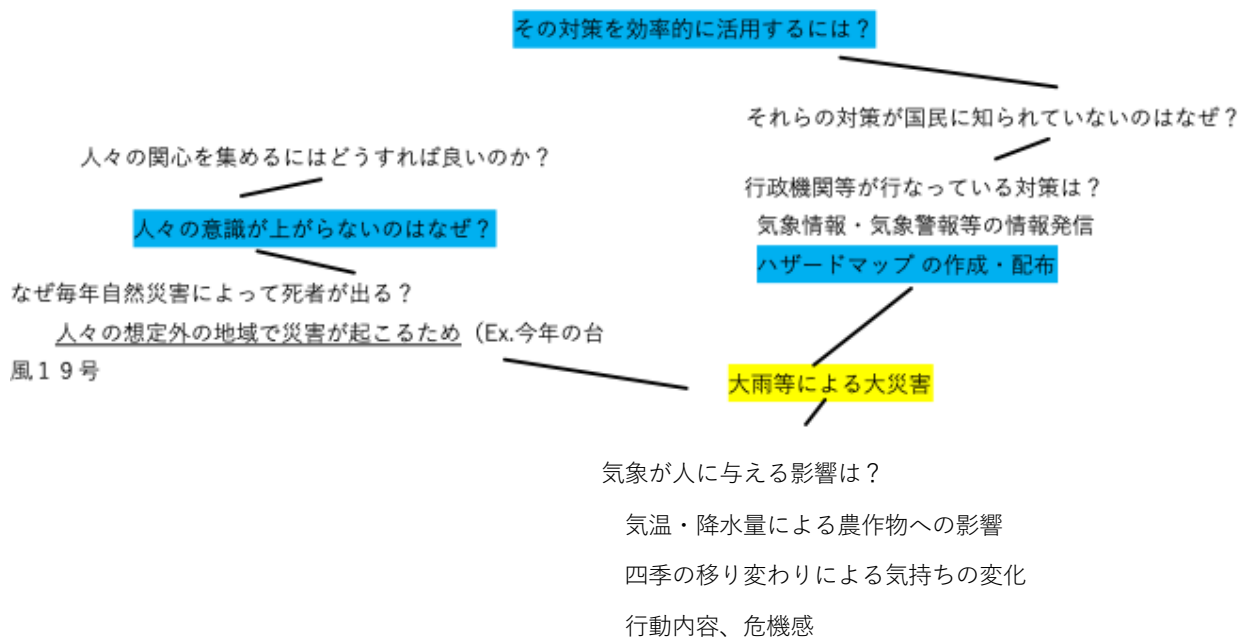 その対策を効率的に活用するには？
それらの対策が国民に知られていないのはなぜ？
人々の関心を集めるにはどうすれば良いのか？
行政機関等が行なっている対策は？
気象情報・気象警報等の情報発信
人々の意識が上がらないのはなぜ？
ハザードマップ の作成・配布
なぜ毎年自然災害によって死者が出る？
人々の想定外の地域で災害が起こるため（Ex.今年の台
風１９号
大雨等による大災害
気象が人に与える影響は？
気温・降水量による農作物への影響
四季の移り変わりによる気持ちの変化
行動内容、危機感